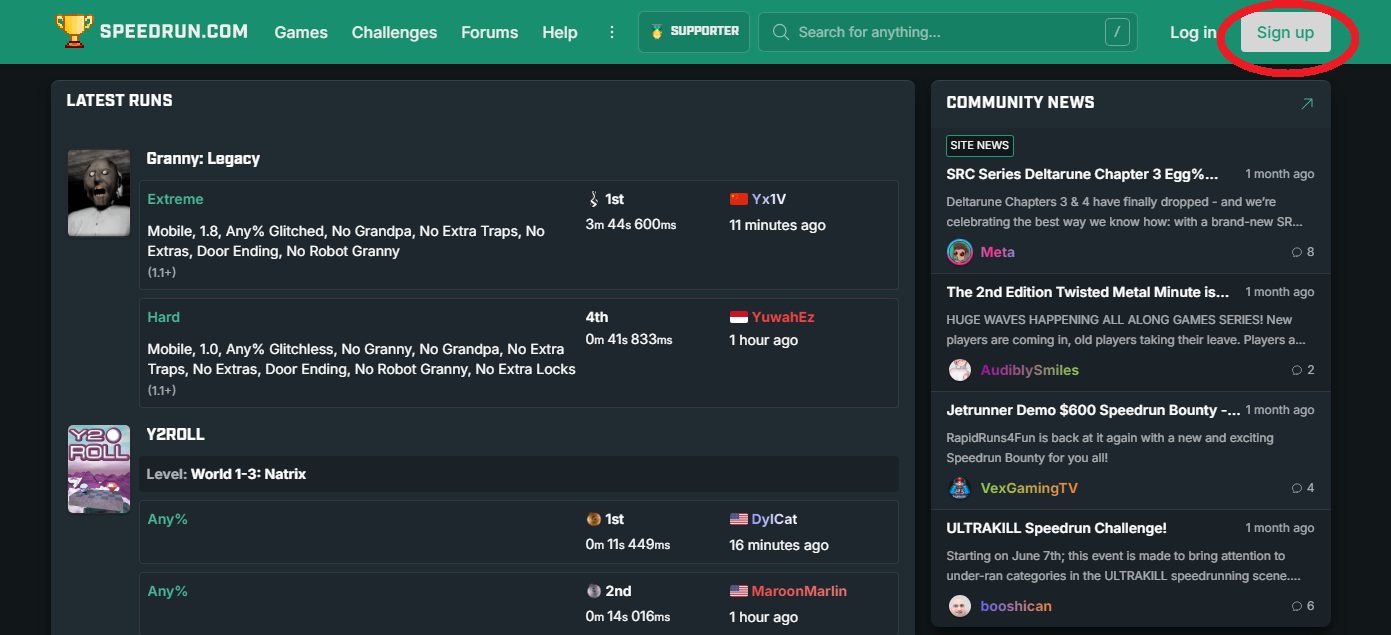 SPEEDRUN.COM Games Challenges Forums Help SUPPORTER Search for anything... / Log in Sign up
LATEST RUNS
Granny: Legacy
Extreme 1st Yx1V
3m 44s 600ms 11 minutes ago
Mobile, 1.8, Any% Glitched, No Grandpa, No Extra Traps, No
Extras, Door Ending, No Robot Granny
(1.1+)
Hard 4th YuwahEz
0m 41s 833ms 1 hour ago
Mobile, 1.0, Any% Glitchless, No Granny, No Grandpa, No Extra
Traps, No Extras, Door Ending, No Robot Granny, No Extra Locks
(1.1+)
Y2ROLL
Y2
ROLL
Level: World 1-3: Natrix
Any% 1st DylCat
0m 11s 449ms 16 minutes ago
Any% 2nd MaroonMarlin
0m 14s 016ms 1 hour ago
COMMUNITY NEWS
SITE NEWS
SRC Series Deltarune Chapter 3 Egg%... 1 month ago
Deltarune Chapters 3 & 4 have finally dropped - and we're
celebrating the best way we know how: with a brand-new SR...
Meta 8
The 2nd Edition Twisted Metal Minute is... 1 month ago
HUGE WAVES HAPPENING ALL ALONG GAMES SERIES! New
players are coming in, old players taking their leave. Players a...
AudiblySmiles 2
Jetrunner Demo $600 Speedrun Bounty -... 1 month ago
RapidRuns4Fun is back at it again with a new and exciting
Speedrun Bounty for you all!
VexGamingTV 4
ULTRAKILL Speedrun Challenge! 1 month ago
Starting on June 7th; this event is made to bring attention to
under-ran categories in the ULTRAKILL speedrunning scene....
booshican 6